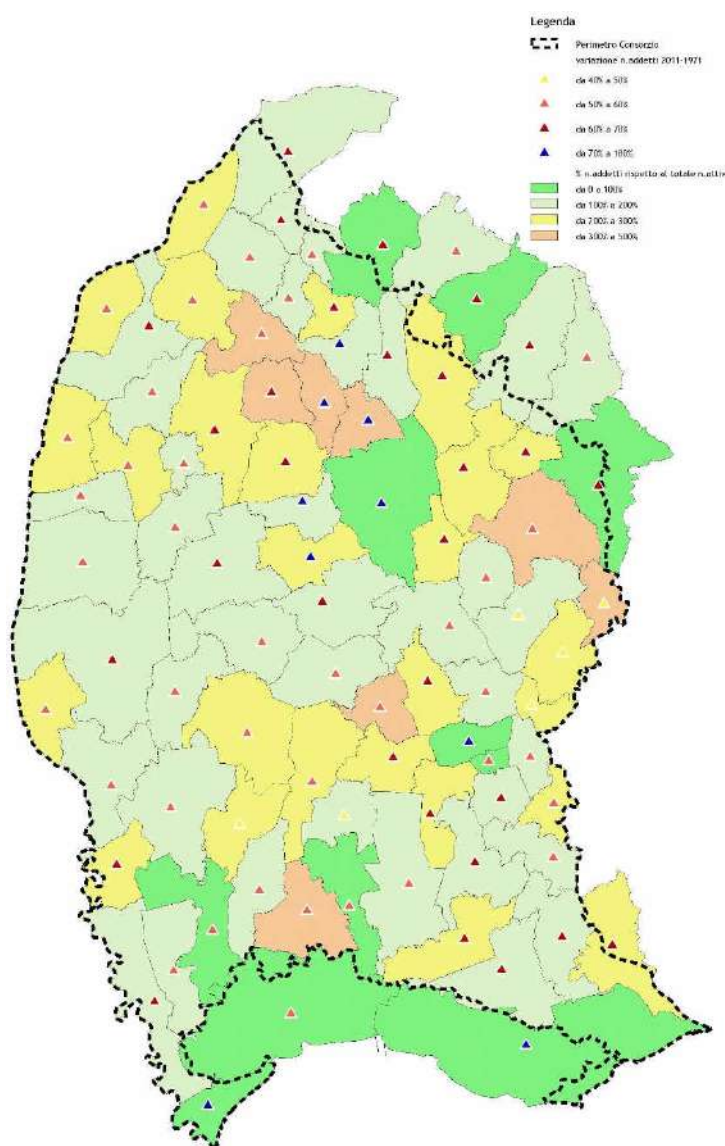 Legenda
Perimetro Consorzio
variazione n.addetti 2011-1971
da 40% a 50%
da 50% a 60%
da 60% a 70%
da 70% a 100%
% n.addetti rispetto al totale n.attiv
da 0 a 100%
da 100% a 200%
da 200% a 300%
da 300% a 500%